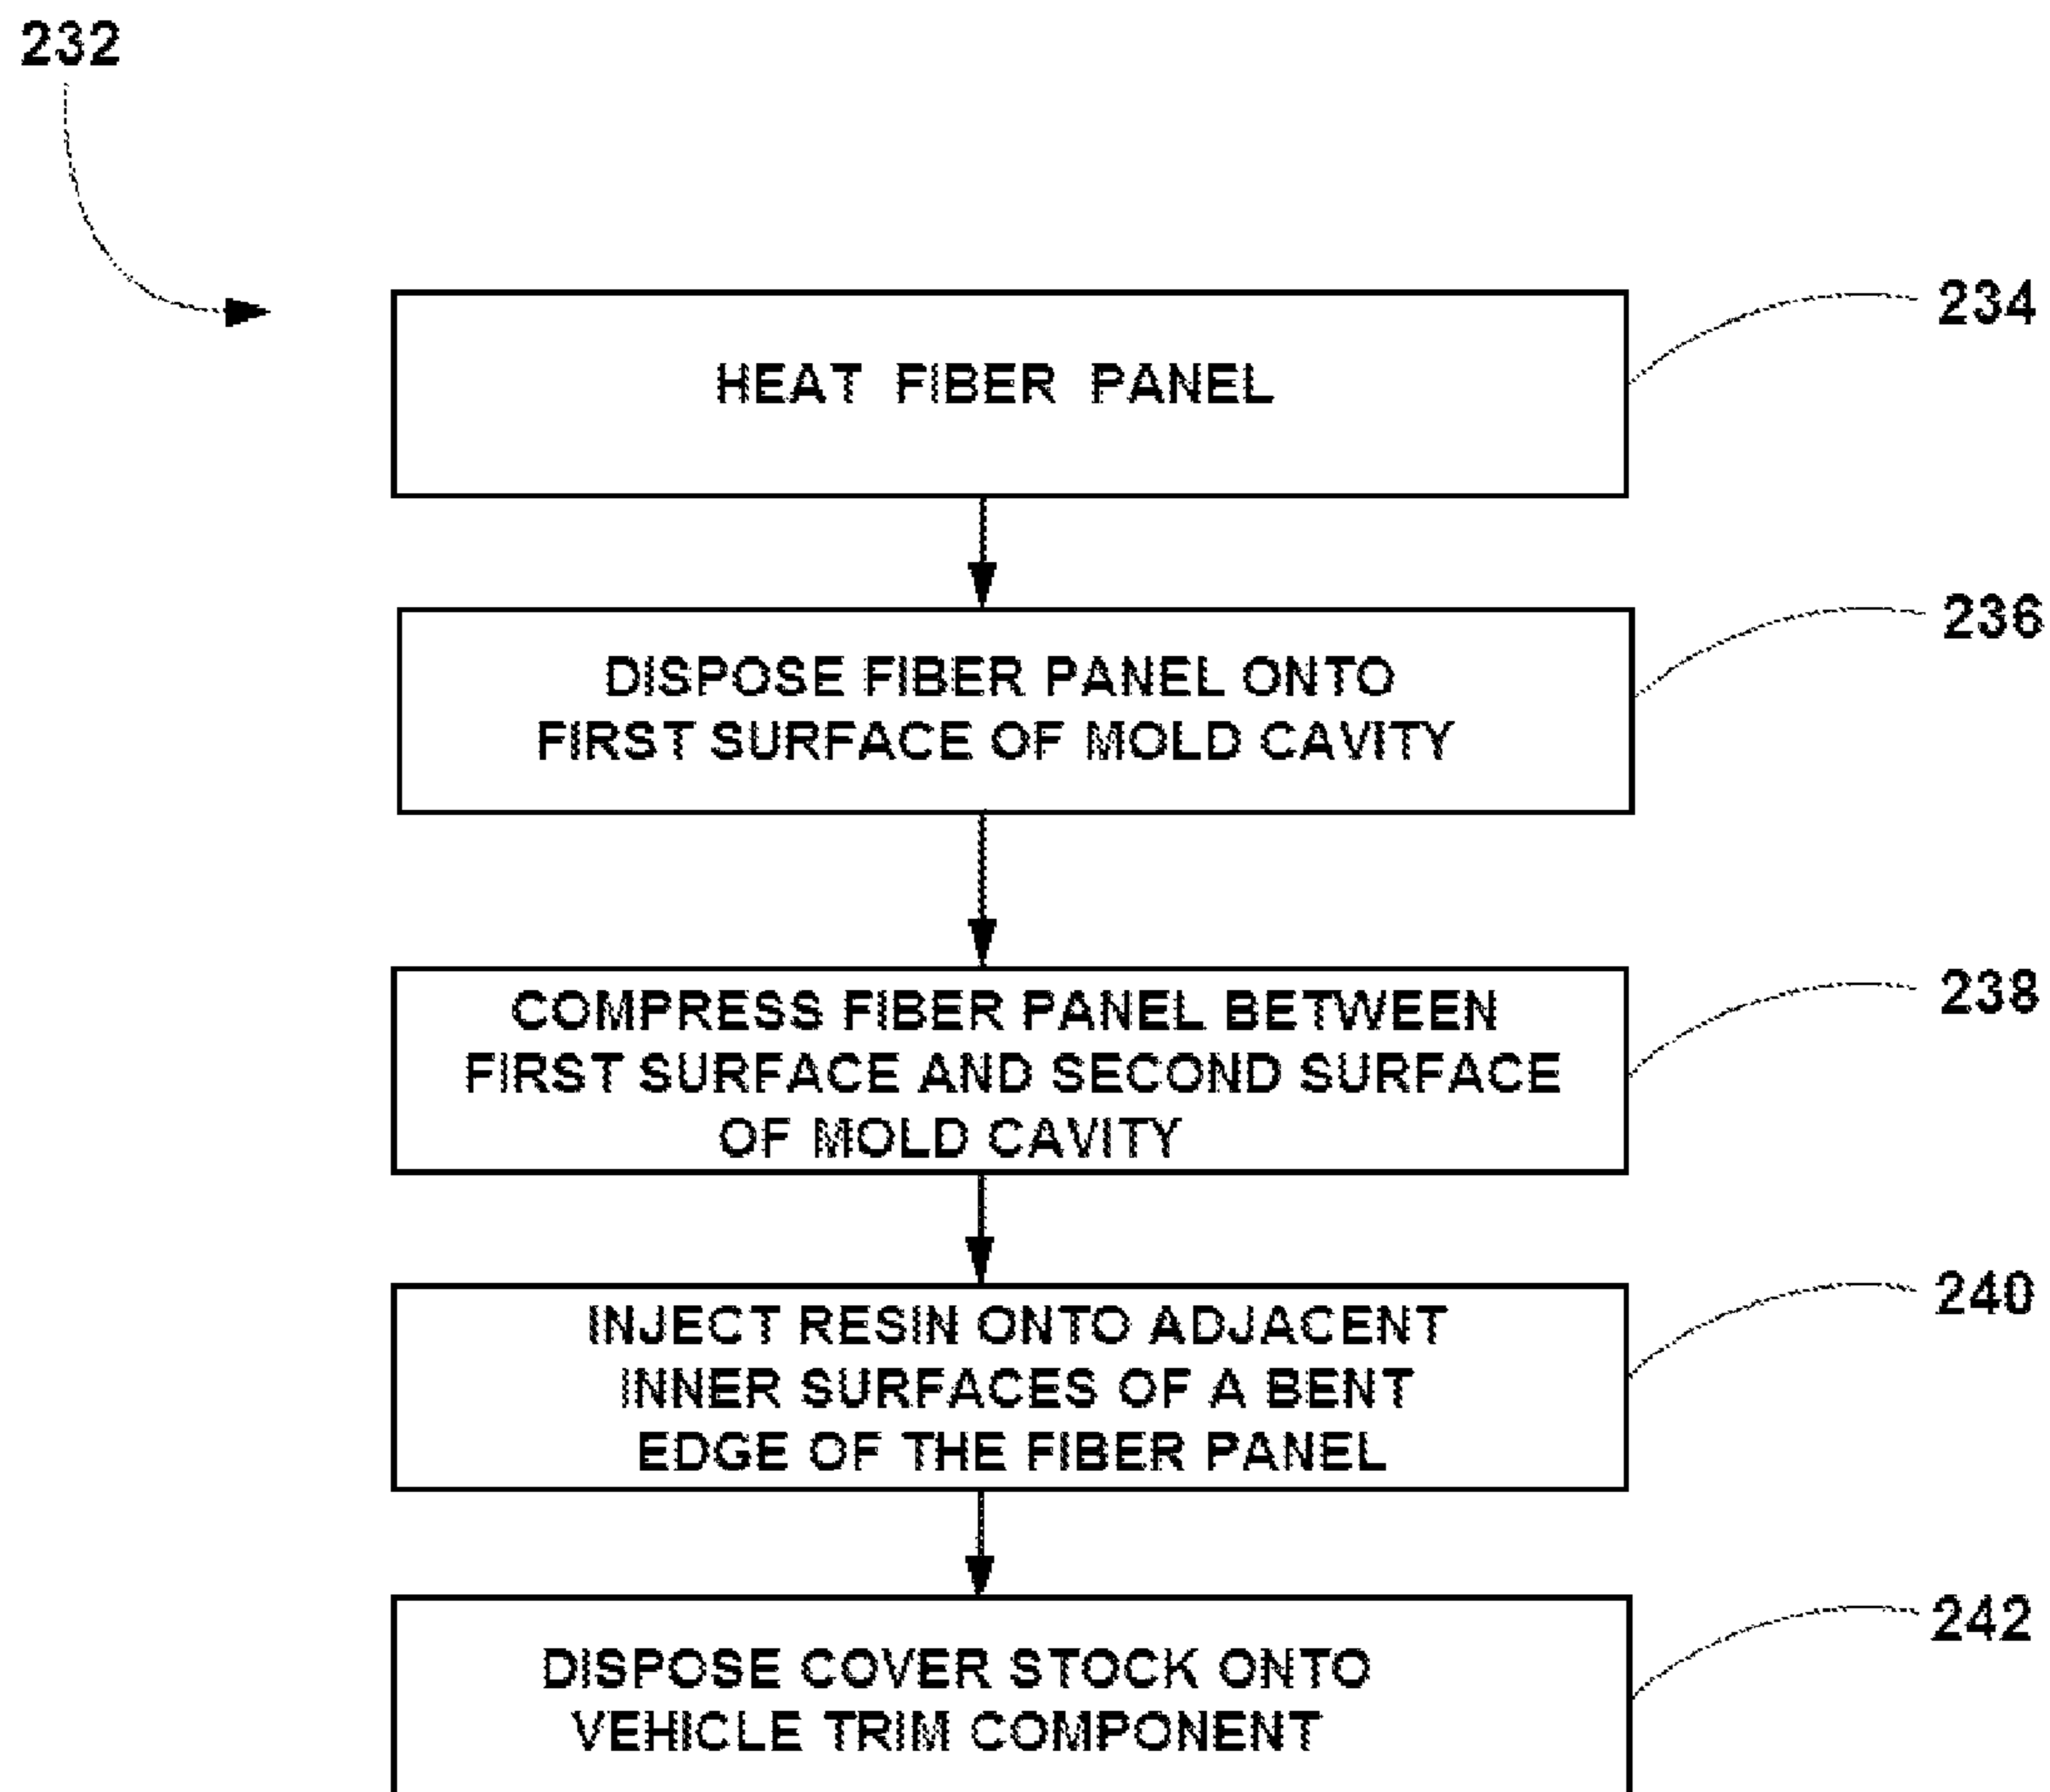 232
HEAT FIBER PANEL
234
DISPOSE FIBER PANEL ONTO
FIRST SURFACE OF MOLD CAVITY
236
COMPRESS FIBER PANEL BETWEEN
FIRST SURFACE AND SECOND SURFACE
OF MOLD CAVITY
238
INJECT RESIN ONTO ADJACENT
INNER SURFACES OF A BENT
EDGE OF THE FIBER PANEL
240
DISPOSE COVER STOCK ONTO
VEHICLE TRIM COMPONENT
242